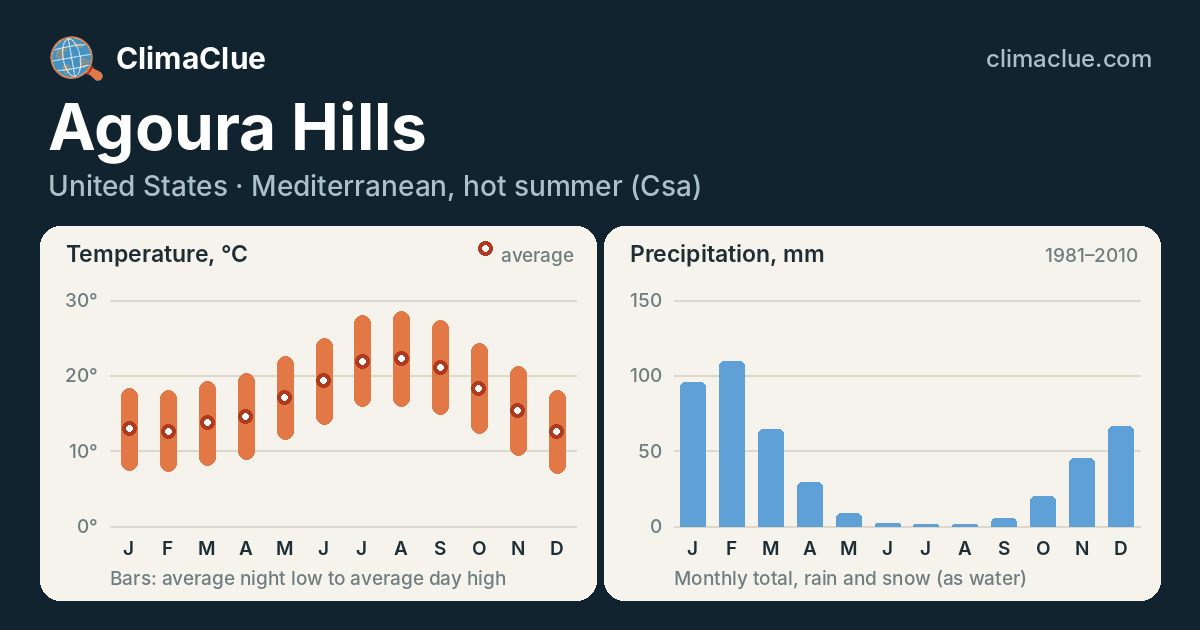 ClimaClue
climaclue.com
Agoura Hills
United States · Mediterranean, hot summer (Csa)
Temperature, °C
average
30°
20°
10°
0°
J F M A M J J A S O N D
Bars: average night low to average day high
Precipitation, mm
1981–2010
150
100
50
0
J F M A M J J A S O N D
Monthly total, rain and snow (as water)